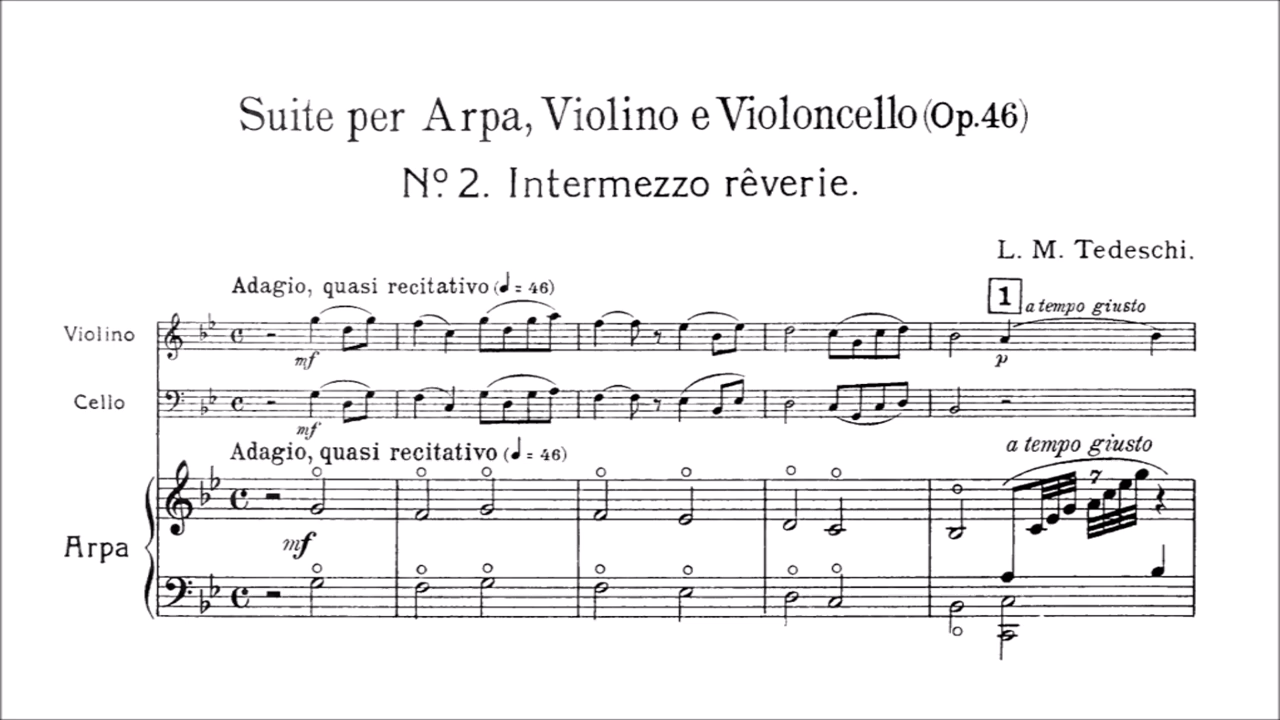 Suite per Arpa, Violino e Violoncello (Op.46)
Nº 2. Intermezzo rêverie.
L. M. Tedeschi.
Adagio, quasi recitativo (♩= 46)
1 a tempo giusto
Violino
mf
p
Cello
mf
Adagio, quasi recitativo (♩= 46)
a tempo giusto
7
Arpa
mf